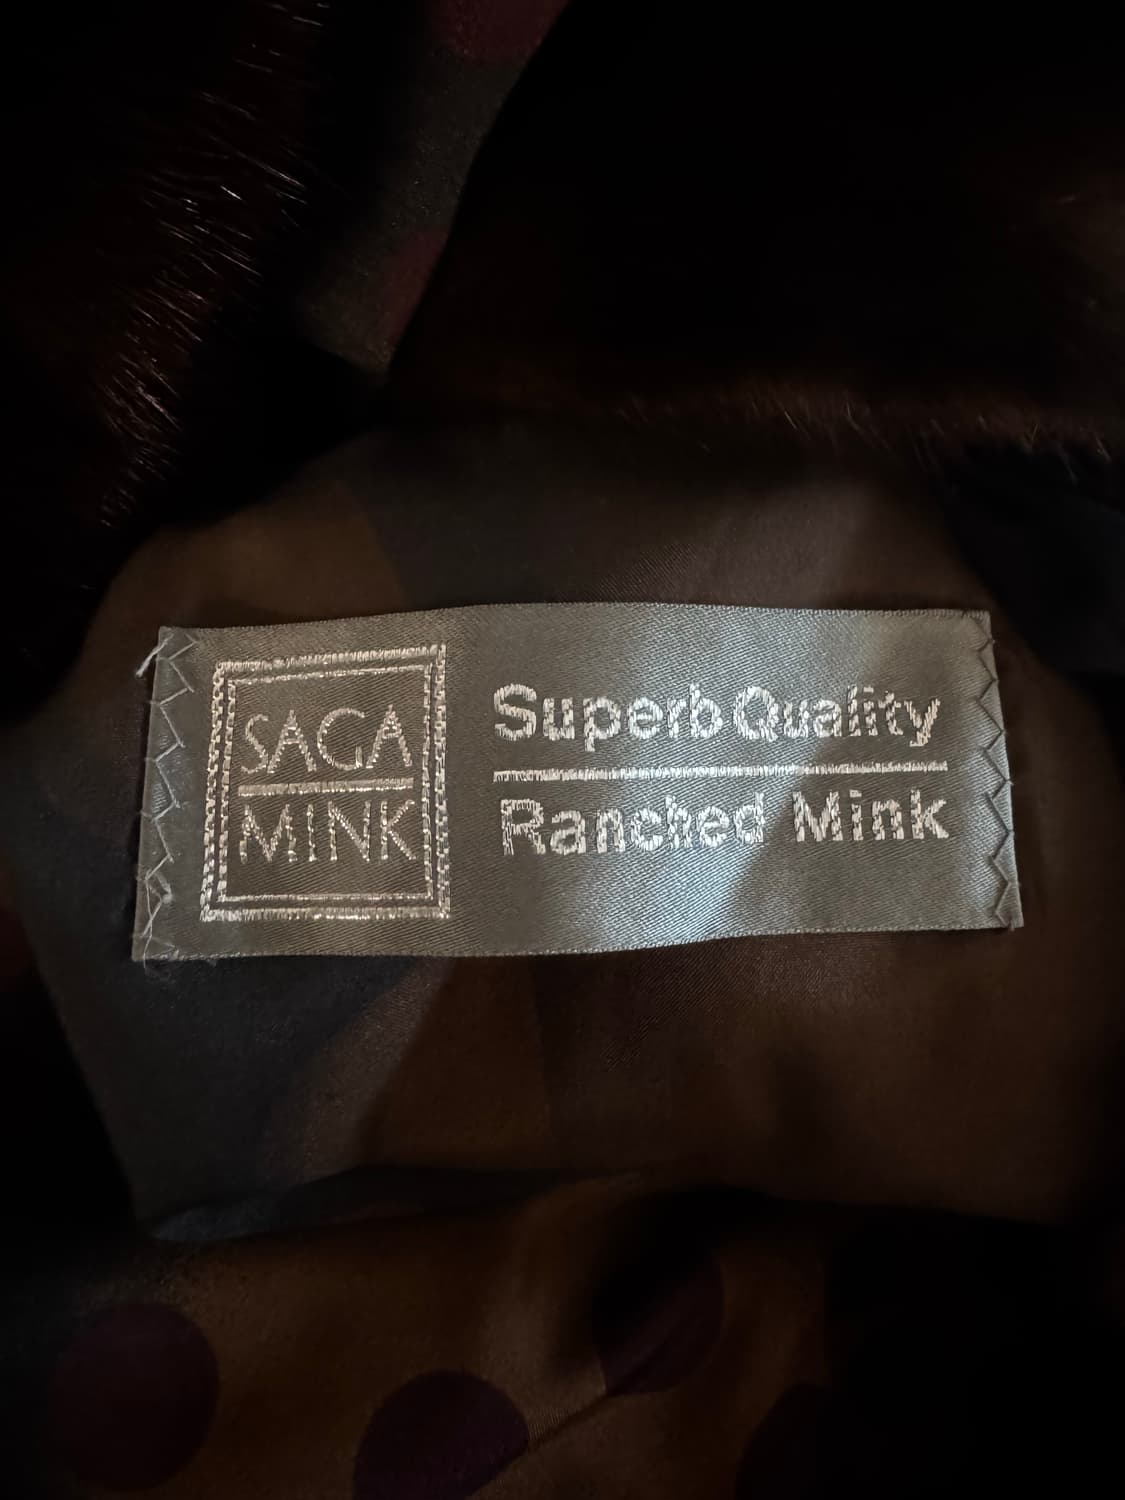 SAGA
MINK
Superb Quality
Ranched Mink